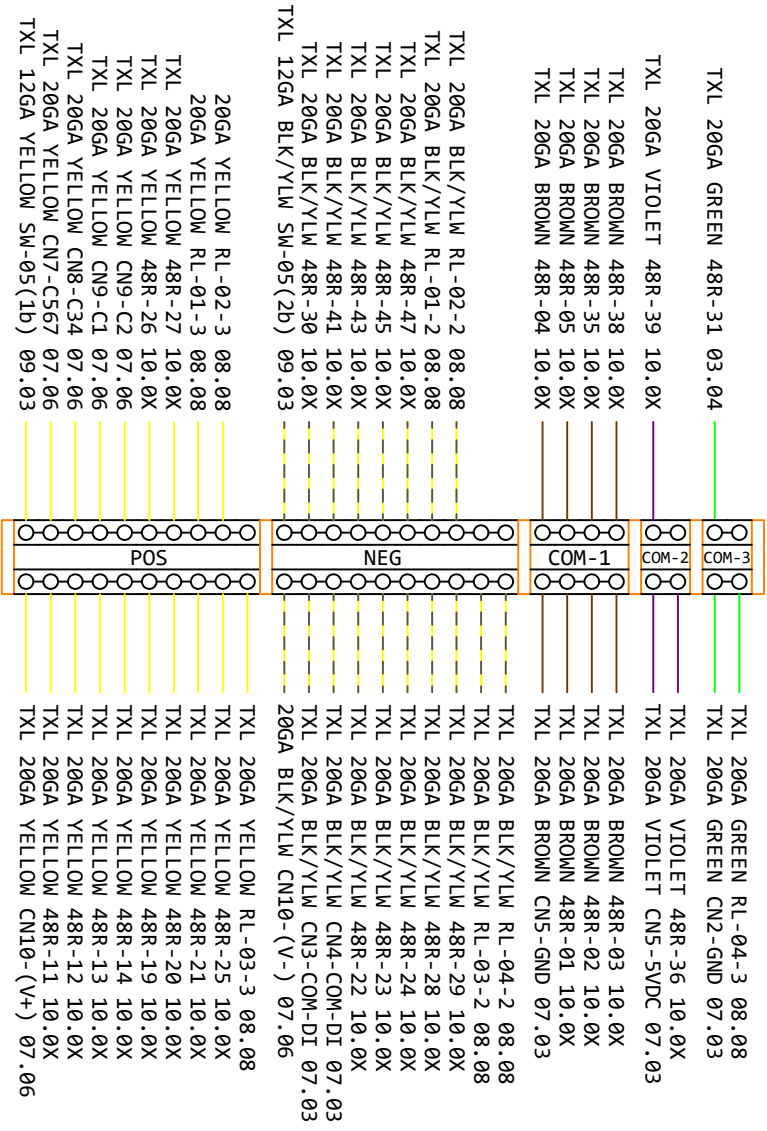 TXL 12GA YELLOW SW-05(1b) 09.03
TXL 20GA YELLOW CN7-C567 07.06
TXL 20GA YELLOW CN8-C34 07.06
TXL 20GA YELLOW CN9-C1 07.06
TXL 20GA YELLOW CN9-C2 07.06
TXL 20GA YELLOW 48R-26 10.0X
TXL 20GA YELLOW 48R-27 10.0X
20GA YELLOW RL-01-3 08.08
20GA YELLOW RL-02-3 08.08
TXL 12GA BLK/YLW SW-05(2b) 09.03
TXL 20GA BLK/YLW 48R-30 10.0X
TXL 20GA BLK/YLW 48R-41 10.0X
TXL 20GA BLK/YLW 48R-43 10.0X
TXL 20GA BLK/YLW 48R-45 10.0X
TXL 20GA BLK/YLW 48R-47 10.0X
TXL 20GA BLK/YLW RL-01-2 08.08
TXL 20GA BLK/YLW RL-02-2 08.08
TXL 20GA BROWN 48R-04 10.0X
TXL 20GA BROWN 48R-05 10.0X
TXL 20GA BROWN 48R-35 10.0X
TXL 20GA BROWN 48R-38 10.0X
TXL 20GA VIOLET 48R-39 10.0X
TXL 20GA GREEN 48R-31 03.04
POS
NEG
COM-1
COM-2
COM-3
TXL 20GA YELLOW CN10-(V+) 07.06
TXL 20GA YELLOW 48R-11 10.0X
TXL 20GA YELLOW 48R-12 10.0X
TXL 20GA YELLOW 48R-13 10.0X
TXL 20GA YELLOW 48R-14 10.0X
TXL 20GA YELLOW 48R-19 10.0X
TXL 20GA YELLOW 48R-20 10.0X
TXL 20GA YELLOW 48R-21 10.0X
TXL 20GA YELLOW 48R-25 10.0X
TXL 20GA YELLOW RL-03-3 08.08
20GA BLK/YLW CN10-(V-) 07.06
TXL 20GA BLK/YLW CN3-COM-DI 07.03
TXL 20GA BLK/YLW CN4-COM-DI 07.03
TXL 20GA BLK/YLW 48R-22 10.0X
TXL 20GA BLK/YLW 48R-23 10.0X
TXL 20GA BLK/YLW 48R-24 10.0X
TXL 20GA BLK/YLW 48R-28 10.0X
TXL 20GA BLK/YLW 48R-29 10.0X
TXL 20GA BLK/YLW RL-03-2 08.08
TXL 20GA BLK/YLW RL-04-2 08.08
TXL 20GA BROWN CN5-GND 07.03
TXL 20GA BROWN 48R-01 10.0X
TXL 20GA BROWN 48R-02 10.0X
TXL 20GA BROWN 48R-03 10.0X
TXL 20GA VIOLET CN5-5VDC 07.03
TXL 20GA VIOLET 48R-36 10.0X
TXL 20GA GREEN CN2-GND 07.03
TXL 20GA GREEN RL-04-3 08.08